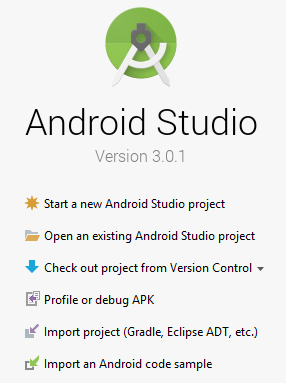 Android Studio
Version 3.0.1
Start a new Android Studio project
Open an existing Android Studio project
Check out project from Version Control
Profile or debug APK
Import project (Gradle, Eclipse ADT, etc.)
Import an Android code sample